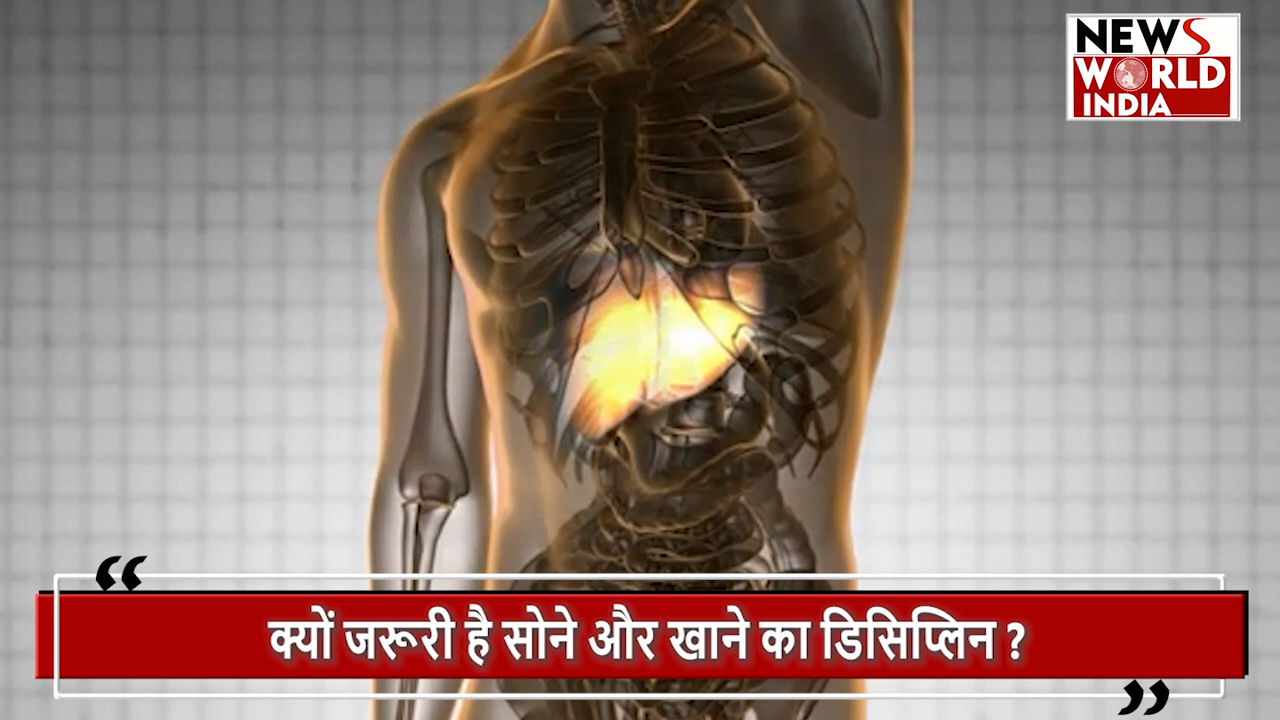 NEWS
WORLD
INDIA
“
क्यों जरूरी है सोने और खाने का डिसिप्लिन ?
”